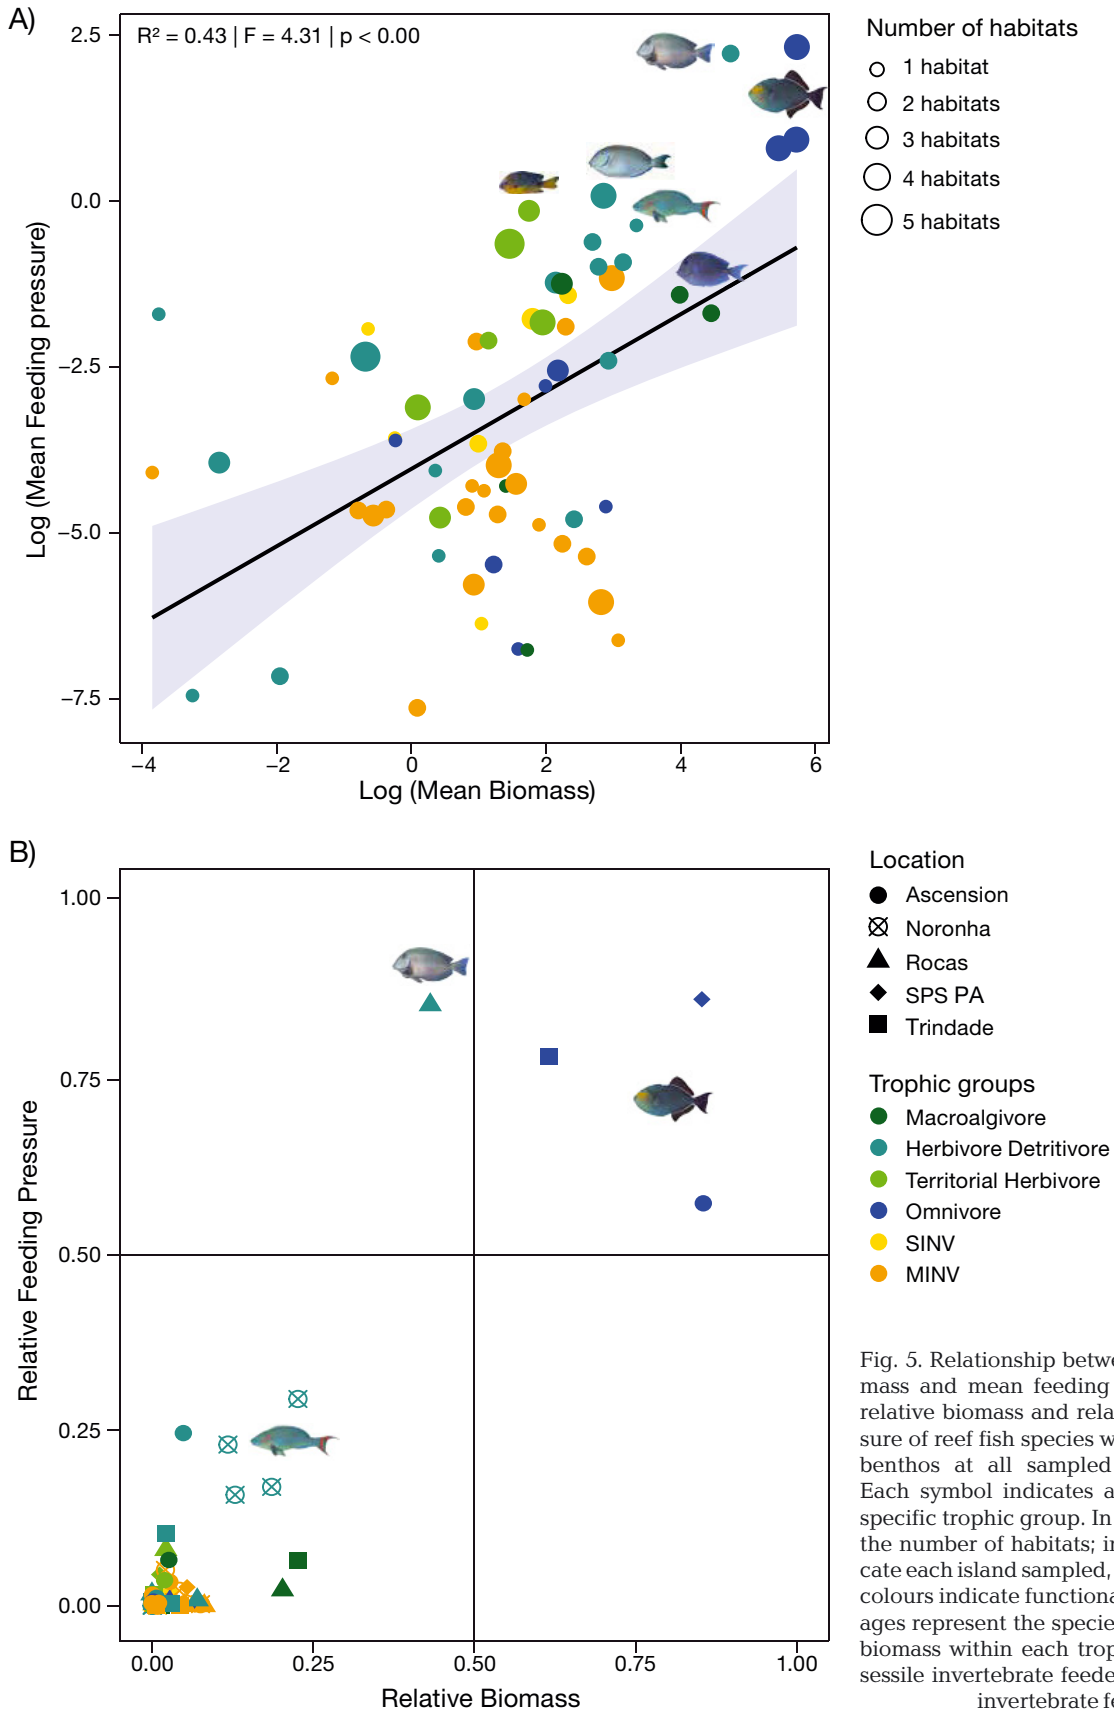 A)
R² = 0.43 | F = 4.31 | p < 0.00
2.5
0.0
−2.5
−5.0
−7.5
Log (Mean Feeding pressure)
−4
−2
0
2
4
6
Log (Mean Biomass)
Number of habitats
1 habitat
2 habitats
3 habitats
4 habitats
5 habitats
B)
1.00
0.75
0.50
0.25
0.00
Relative Feeding Pressure
0.00
0.25
0.50
0.75
1.00
Relative Biomass
Location
Ascension
Noronha
Rocas
SPS PA
Trindade
Trophic groups
Macroalgivore
Herbivore Detritivore
Territorial Herbivore
Omnivore
SINV
MINV
Fig. 5. Relationship betwe
mass and mean feeding
relative biomass and rela
sure of reef fish species w
benthos at all sampled
Each symbol indicates a
specific trophic group. In
the number of habitats; i
cate each island sampled,
colours indicate functiona
ages represent the species
biomass within each trop
sessile invertebrate feede
invertebrate fe